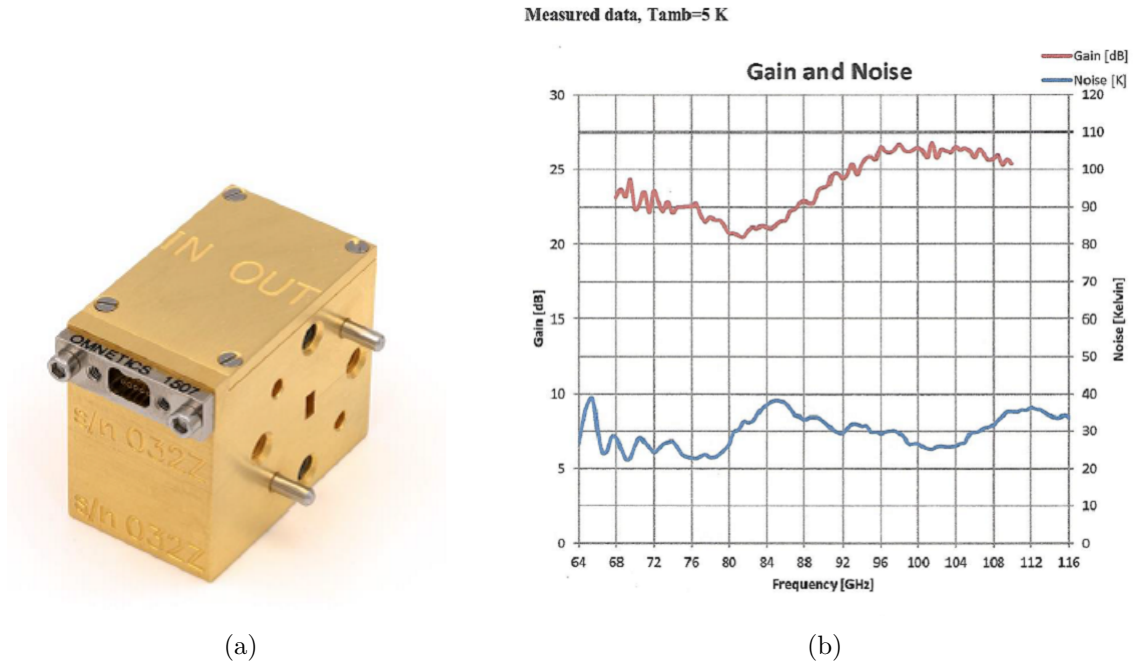 Measured data, Tamb=5 K
Gain and Noise
Gain [dB]
Noise [K]
30
25
20
15
10
5
0
Gain [dB]
120
110
100
90
80
70
60
50
40
30
20
10
0
Noise [Kelvin]
64 68 72 76 80 84 88 92 96 100 104 108 112 116
Frequency [GHz]
IN OUT
OMNETICS 1507
s/n 032Z
s/n 032Z
(a)
(b)